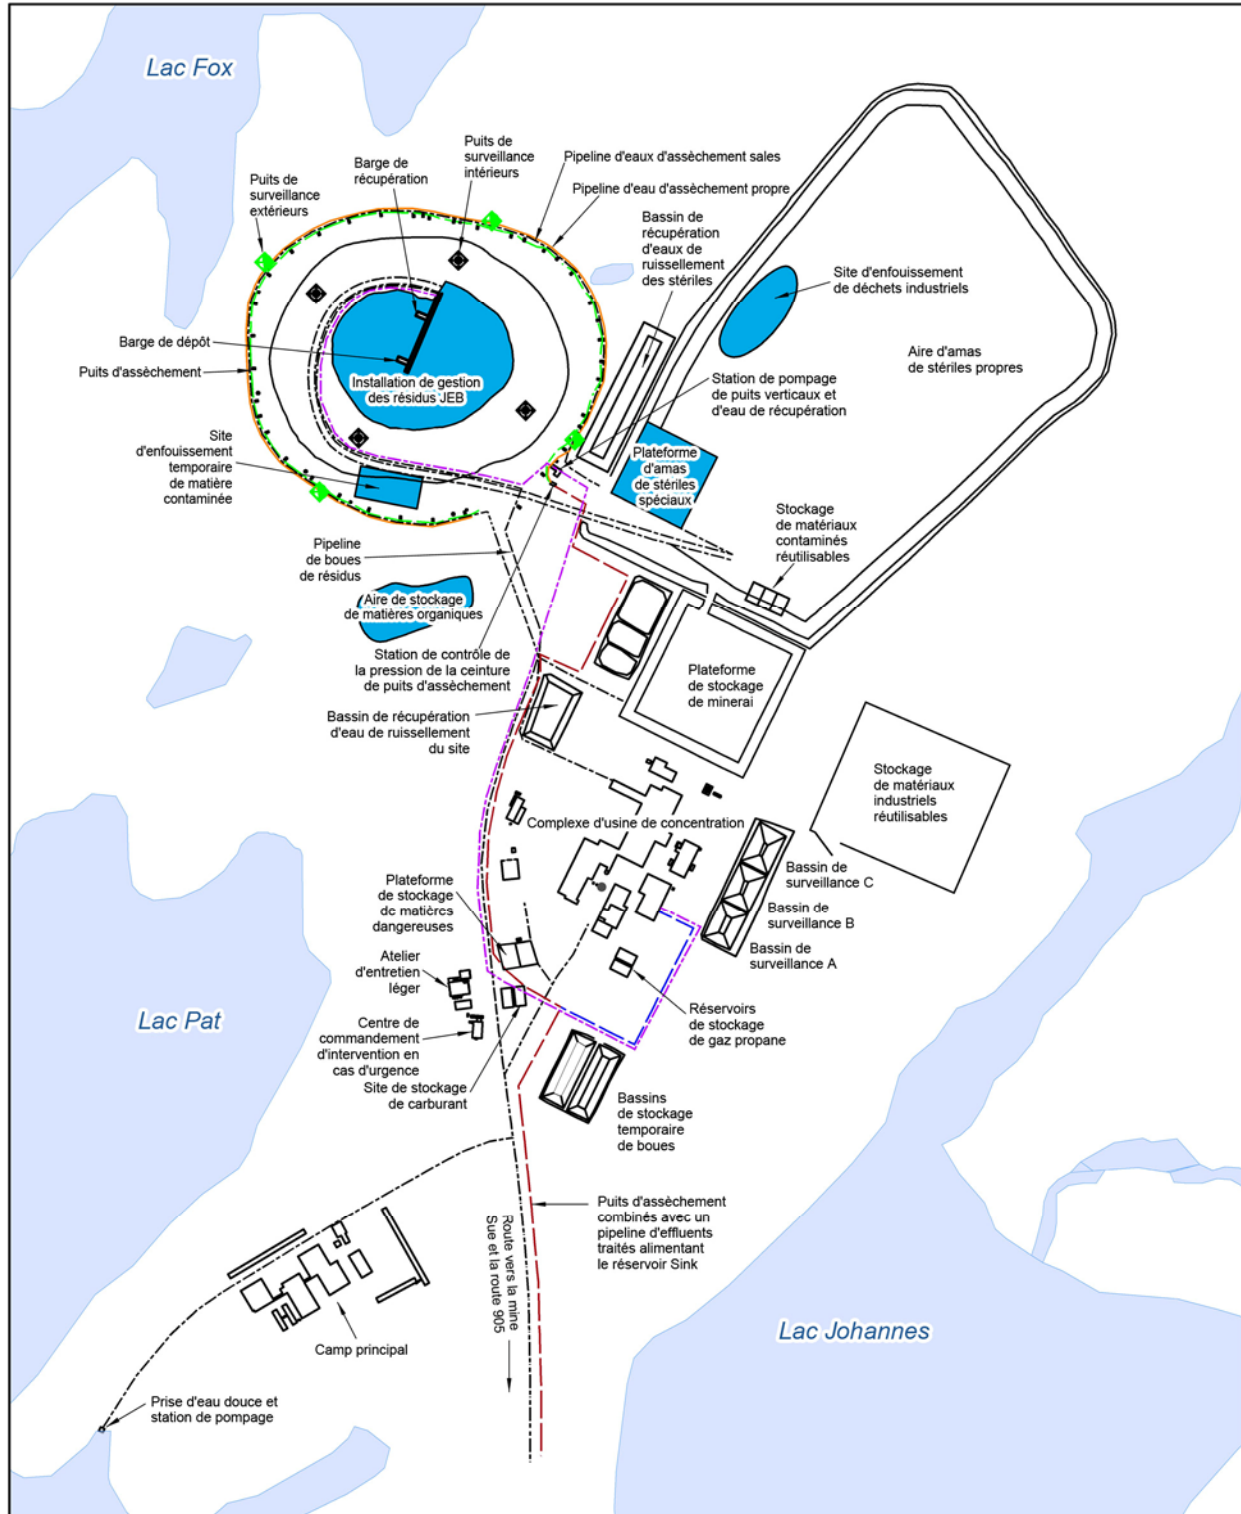 Lac Fox
Puits de
surveillance
extérieurs
Barge de
récupération
Puits de
surveillance
intérieurs
Pipeline d'eaux d'assèchement sales
Pipeline d'eau d'assèchement propre
Bassin de
récupération
d'eaux de
ruissellement
des stériles
Site d'enfouissement
de déchets industriels
Aire d'amas
de stériles propres
Barge de dépôt
Puits d'assèchement
Installation de gestion
des résidus JEB
Station de pompage
de puits verticaux et
d'eau de récupération
Site
d'enfouissement
temporaire
de matière
contaminée
Plateforme
d'amas
de stériles
spéciaux
Stockage
de matériaux
contaminés
réutilisables
Pipeline
de boues
de résidus
Aire de stockage
de matières organiques
Station de contrôle de
la pression de la ceinture
de puits d'assèchement
Plateforme
de stockage
de minerai
Bassin de récupération
d'eau de ruissellement
du site
Stockage
de matériaux
industriels
réutilisables
Complexe d'usine de concentration
Bassin de
surveillance C
Bassin de
surveillance B
Bassin de
surveillance A
Plateforme
de stockage
de matières
dangereuses
Atelier
d'entretien
léger
Lac Pat
Centre de
commandement
d'intervention en
cas d'urgence
Site de stockage
de carburant
Réservoirs
de stockage
de gaz propane
Bassins
de stockage
temporaire
de boues
Puits d'assèchement
combinés avec un
pipeline d'effluents
traités alimentant
le réservoir Sink
Route vers la mine
Sue et la route 905
Camp principal
Lac Johannes
Prise d'eau douce et
station de pompage